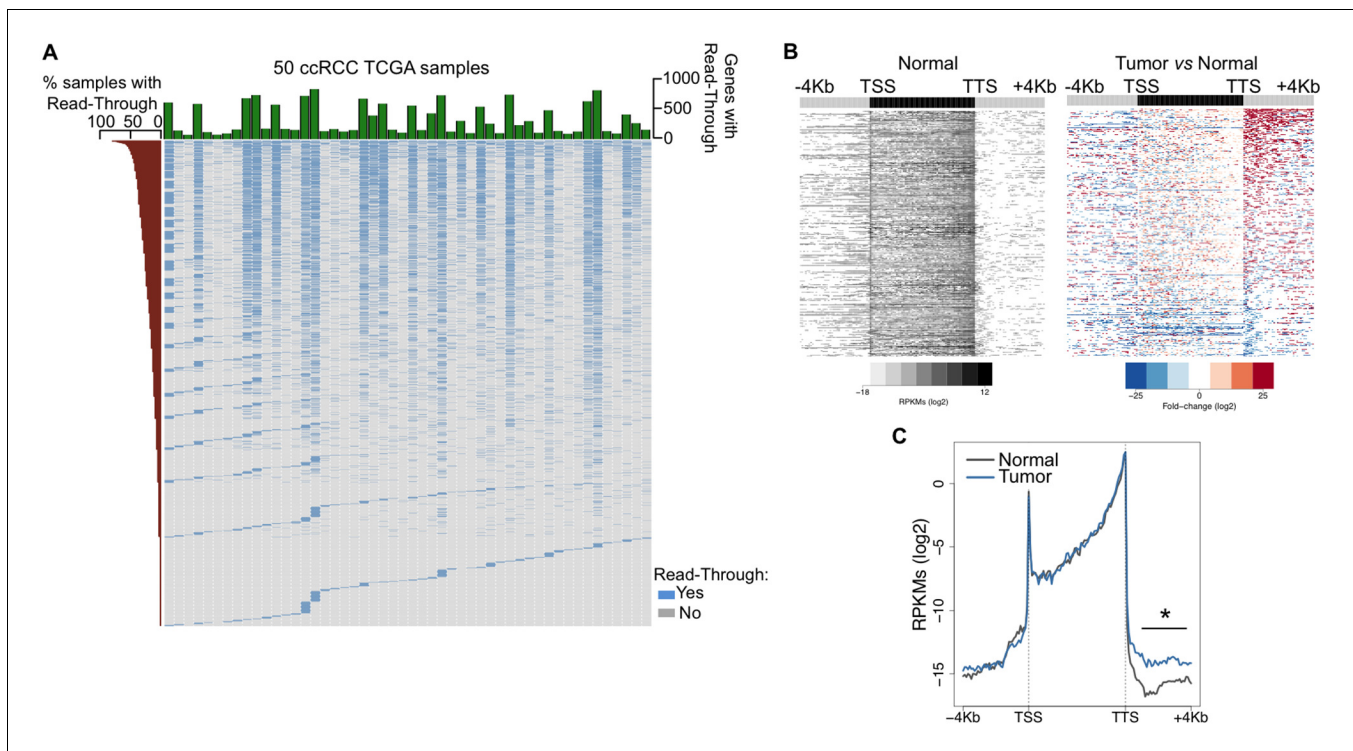 A
50 ccRCC TCGA samples
% samples with
Read-Through
100 50 0
1000
500
0
Genes with
Read-Through
Read-Through:
Yes
No
B
Normal
-4Kb TSS TTS +4Kb
−18 12
RPKMs (log2)
Tumor vs Normal
-4Kb TSS TTS +4Kb
−25 0 25
Fold−change (log2)
C
Normal
Tumor
RPKMs (log2)
0
−5
−10
−15
*
−4Kb TSS TTS +4Kb